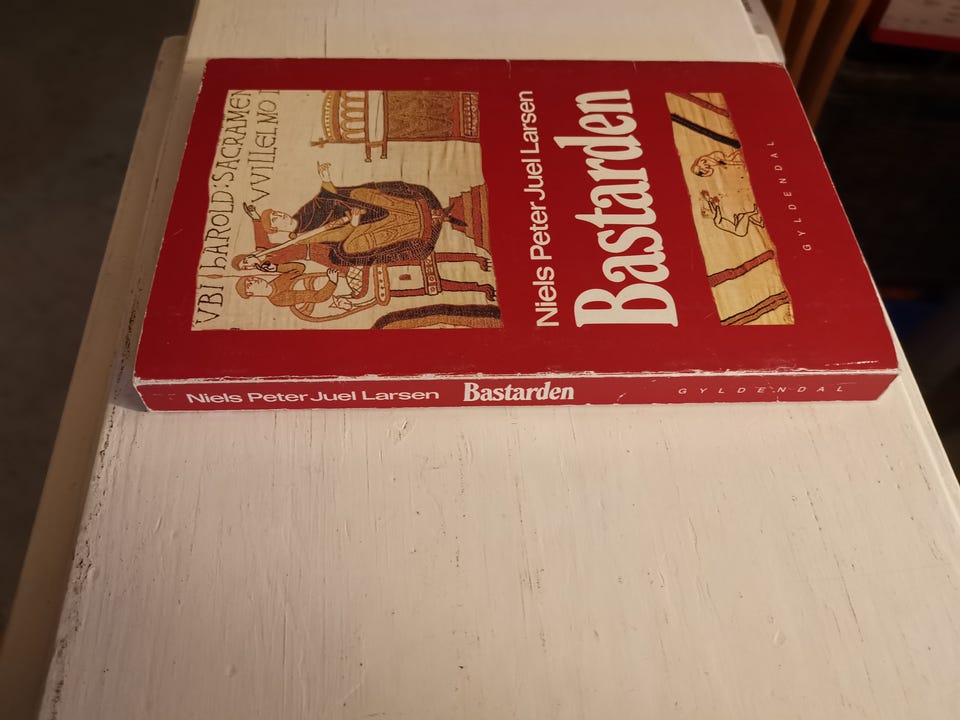 VBI HAROLD:SACRAMEN
VVILLELMO
Niels Peter Juel Larsen
Bastarden
GYLDENDAL
Niels Peter Juel Larsen Bastarden GYLDENDAL